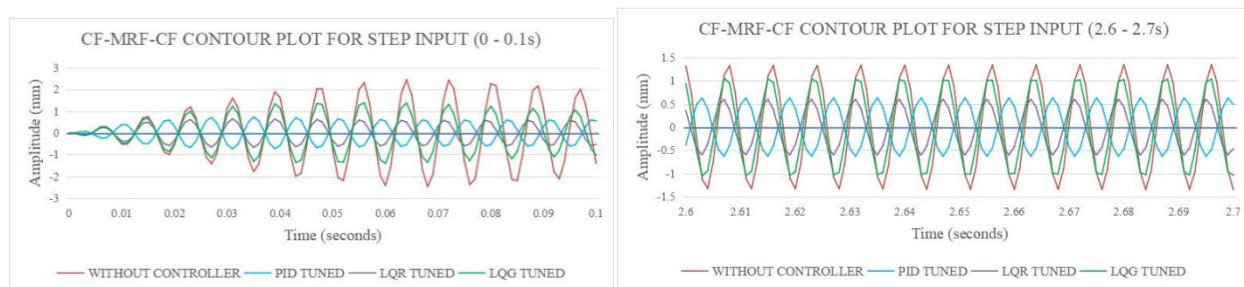 CF-MRF-CF CONTOUR PLOT FOR STEP INPUT (0 - 0.1s)
Amplitude (mm)
3
2
1
0
-1
-2
-3
0 0.01 0.02 0.03 0.04 0.05 0.06 0.07 0.08 0.09 0.1
Time (seconds)
WITHOUT CONTROLLER PID TUNED LQR TUNED LQG TUNED
CF-MRF-CF CONTOUR PLOT FOR STEP INPUT (2.6 - 2.7s)
Amplitude (mm)
1.5
1
0.5
0
-0.5
-1
-1.5
2.6 2.61 2.62 2.63 2.64 2.65 2.66 2.67 2.68 2.69 2.7
Time (seconds)
WITHOUT CONTROLLER PID TUNED LQR TUNED LQG TUNED